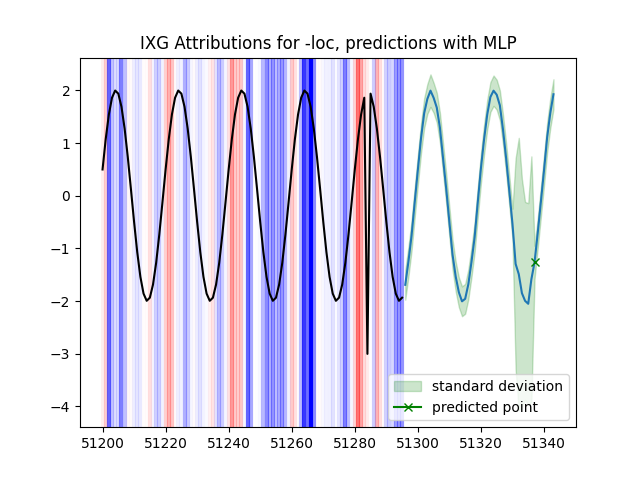 IXG Attributions for -loc, predictions with MLP
2
1
0
−1
−2
−3
−4
standard deviation
predicted point
51200 51220 51240 51260 51280 51300 51320 51340